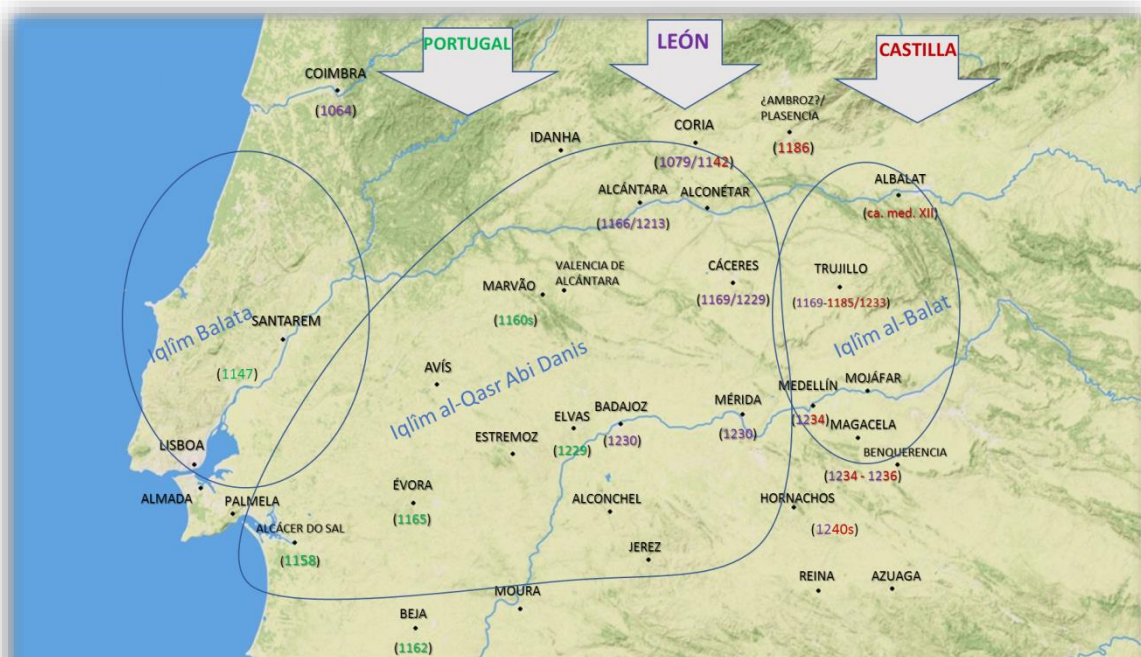 PORTUGAL
LEÓN
CASTILLA
COIMBRA
(1064)
¿AMBROZ?/
PLASENCIA
(1186)
IDANHA
CORIA
(1079/1142)
ALCÁNTARA
(1166/1213)
ALCONÉTAR
ALBALAT
(ca. med. XII)
MARVÃO
(1160s)
VALENCIA DE
ALCÁNTARA
CÁCERES
(1169/1229)
TRUJILLO
(1169-1185/1233)
Iqlîm Balata
SANTAREM
(1147)
Iqlîm al-Qasr Abi Danis
Iqlîm al-Balat
AVÍS
MEDELLÍN
(1234)
MOJÁFAR
MÉRIDA
(1230)
BADAJOZ
(1230)
ELVAS
(1229)
ESTREMOZ
MAGACELA
BENQUERENCIA
(1234 - 1236)
LISBOA
ALMADA
PALMELA
ALCÁCER DO SAL
(1158)
ÉVORA
(1165)
ALCONCHEL
HORNACHOS
(1240s)
JEREZ
REINA
AZUAGA
MOURA
BEJA
(1162)